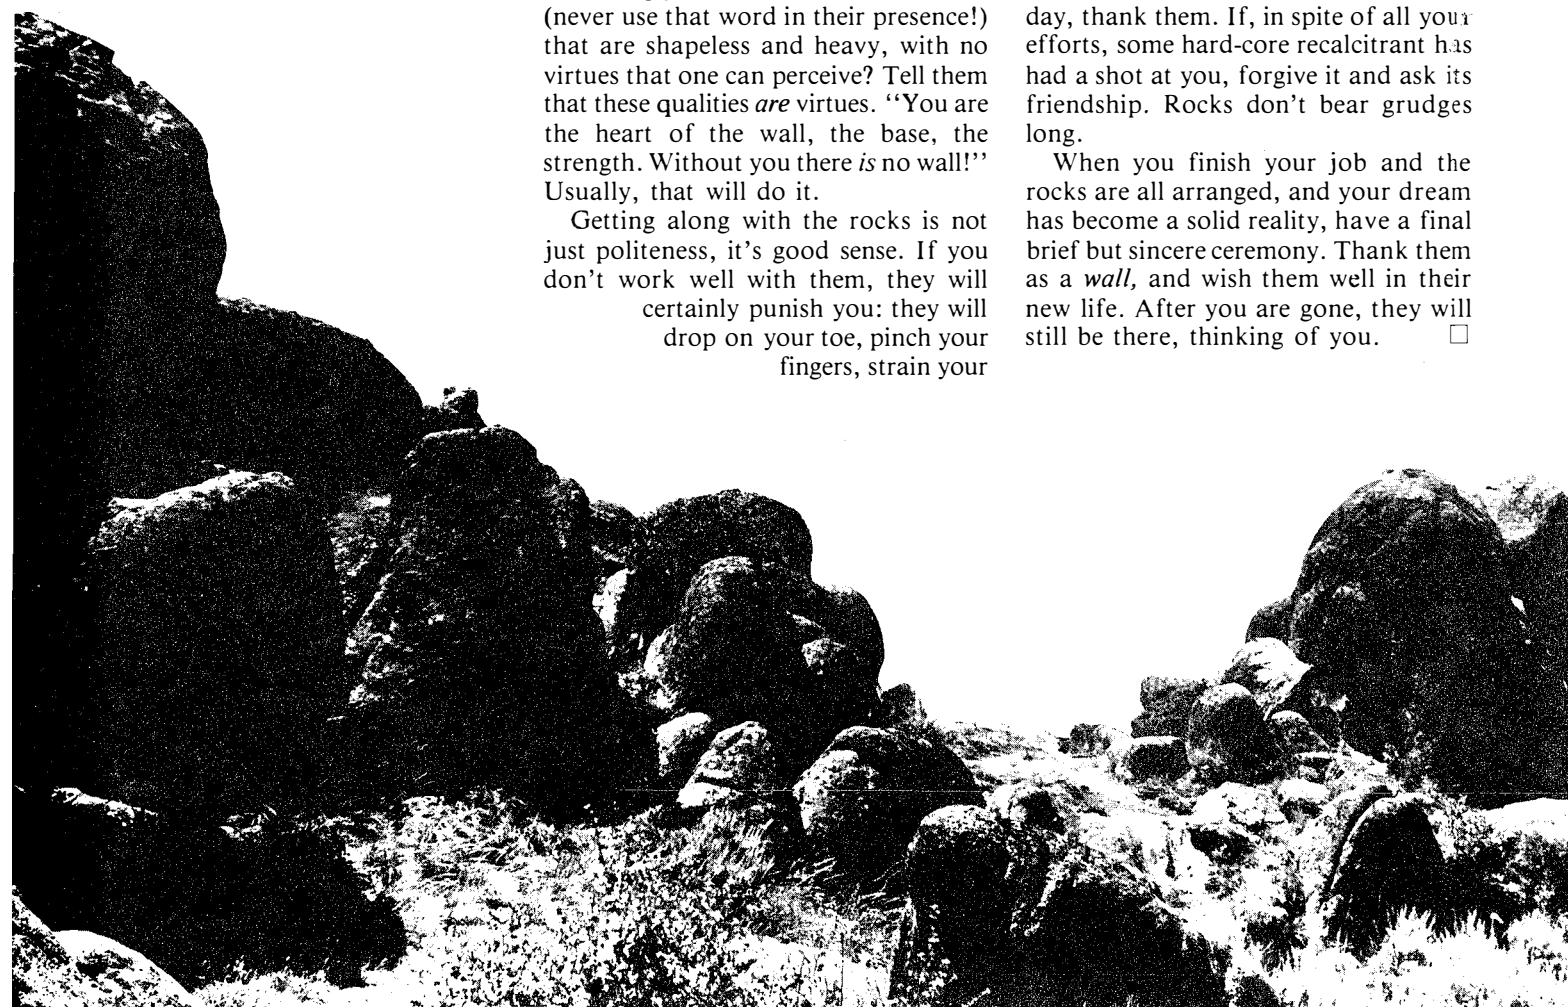 (never use that word in their presence!)
that are shapeless and heavy, with no
virtues that one can perceive? Tell them
that these qualities are virtues. “You are
the heart of the wall, the base, the
strength. Without you there is no wall!”
Usually, that will do it.
Getting along with the rocks is not
just politeness, it's good sense. If you
don't work well with them, they will
certainly punish you: they will
drop on your toe, pinch your
fingers, strain your
day, thank them. If, in spite of all your
efforts, some hard-core recalcitrant has
had a shot at you, forgive it and ask its
friendship. Rocks don't bear grudges
long.
When you finish your job and the
rocks are all arranged, and your dream
has become a solid reality, have a final
brief but sincere ceremony. Thank them
as a wall, and wish them well in their
new life. After you are gone, they will
still be there, thinking of you. □